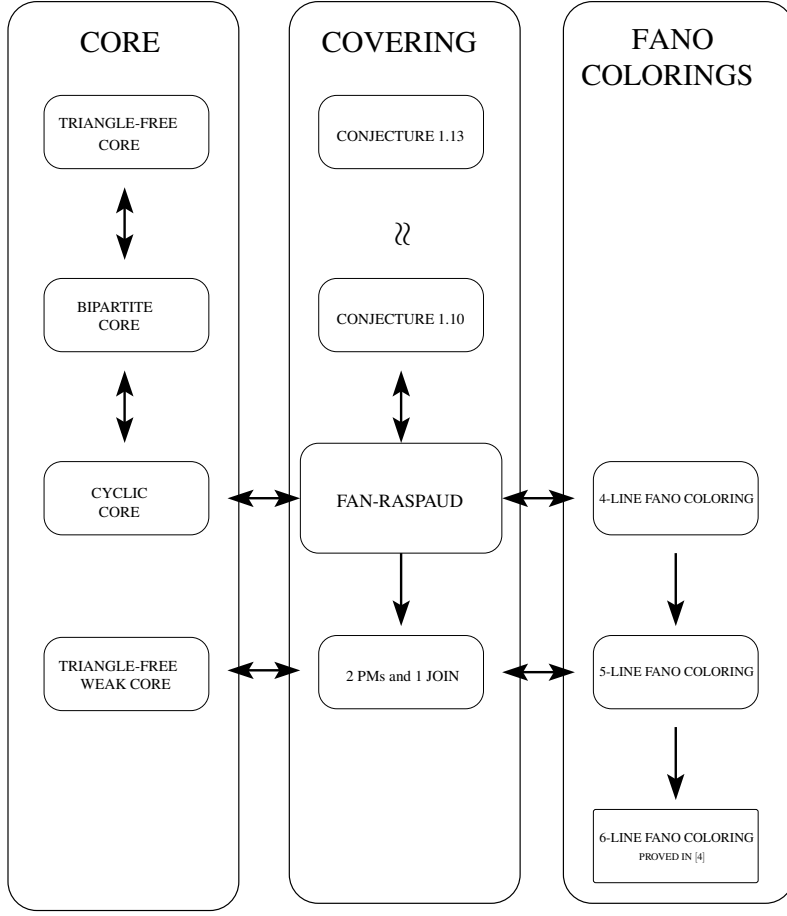 CORE
TRIANGLE-FREE
CORE
BIPARTITE
CORE
CYCLIC
CORE
TRIANGLE-FREE
WEAK CORE
COVERING
CONJECTURE 1.13
≈
CONJECTURE 1.10
FAN-RASPAUD
2 PMs and 1 JOIN
FANO
COLORINGS
4-LINE FANO COLORING
5-LINE FANO COLORING
6-LINE FANO COLORING
PROVED IN [4]